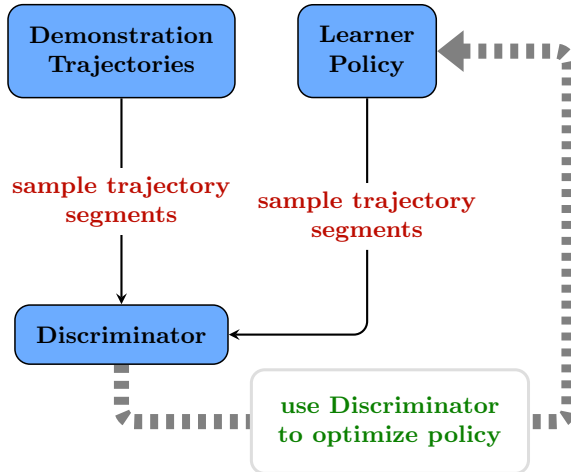 Demonstration
Trajectories
Learner
Policy
sample trajectory
segments
sample trajectory
segments
Discriminator
use Discriminator
to optimize policy